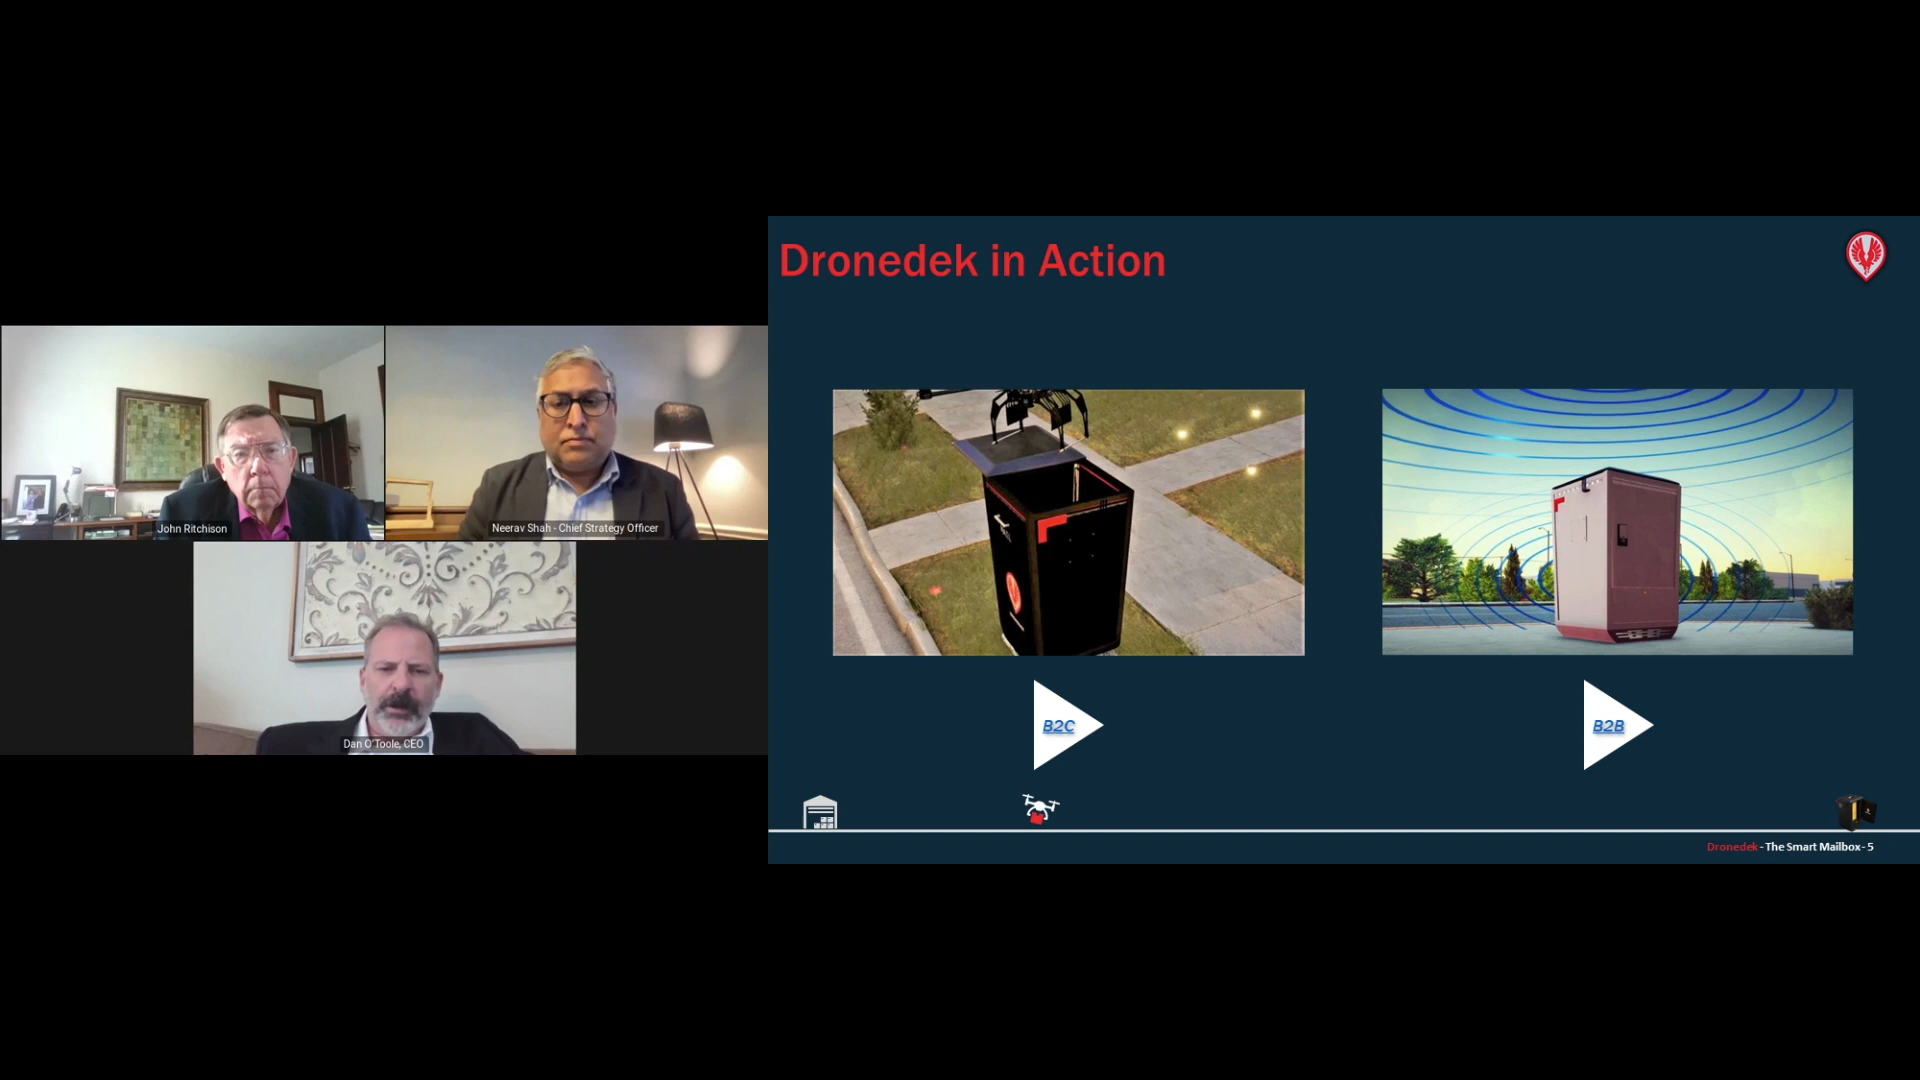 John Ritchison
Neerav Shah - Chief Strategy Officer
Dan O'Toole, CEO
Dronedek in Action
B2C
B2B
Dronedek - The Smart Mailbox - 5